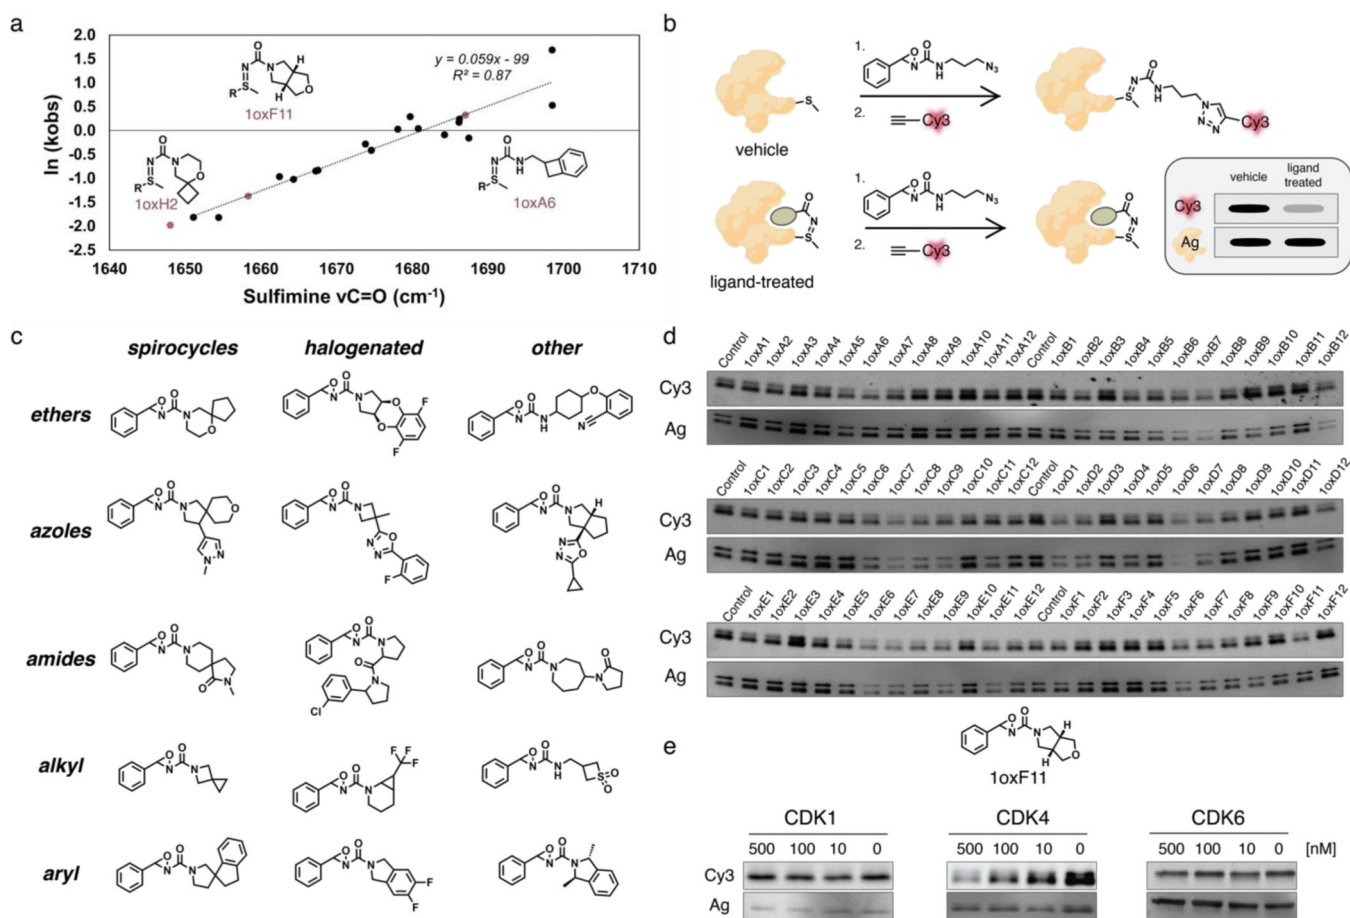 a
2.0
1.5
1.0
0.5
0.0
-0.5
-1.0
-1.5
-2.0
-2.5
ln (kobs)
1640 1650 1660 1670 1680 1690 1700 1710
Sulfimine νC=O (cm⁻¹)
y = 0.059x - 99
R² = 0.87
1oxF11
1oxH2
1oxA6
b
vehicle
1.
2.
Cy3
Cy3
ligand-treated
1.
2.
Cy3
vehicle ligand treated
Cy3
Ag
c
spirocycles halogenated other
ethers
azoles
amides
alkyl
aryl
d
Control 1oxA1 1oxA2 1oxA3 1oxA4 1oxA5 1oxA6 1oxA7 1oxA8 1oxA9 1oxA10 1oxA11 1oxA12 Control 1oxB1 1oxB2 1oxB3 1oxB4 1oxB5 1oxB6 1oxB7 1oxB8 1oxB9 1oxB10 1oxB11 1oxB12
Cy3
Ag
Control 1oxC1 1oxC2 1oxC3 1oxC4 1oxC5 1oxC6 1oxC7 1oxC8 1oxC9 1oxC10 1oxC11 1oxC12 Control 1oxD1 1oxD2 1oxD3 1oxD4 1oxD5 1oxD6 1oxD7 1oxD8 1oxD9 1oxD10 1oxD11 1oxD12
Cy3
Ag
Control 1oxE1 1oxE2 1oxE3 1oxE4 1oxE5 1oxE6 1oxE7 1oxE8 1oxE9 1oxE10 1oxE11 1oxE12 Control 1oxF1 1oxF2 1oxF3 1oxF4 1oxF5 1oxF6 1oxF7 1oxF8 1oxF9 1oxF10 1oxF11 1oxF12
Cy3
Ag
1oxF11
e
CDK1 CDK4 CDK6
500 100 10 0 500 100 10 0 500 100 10 0 [nM]
Cy3
Ag